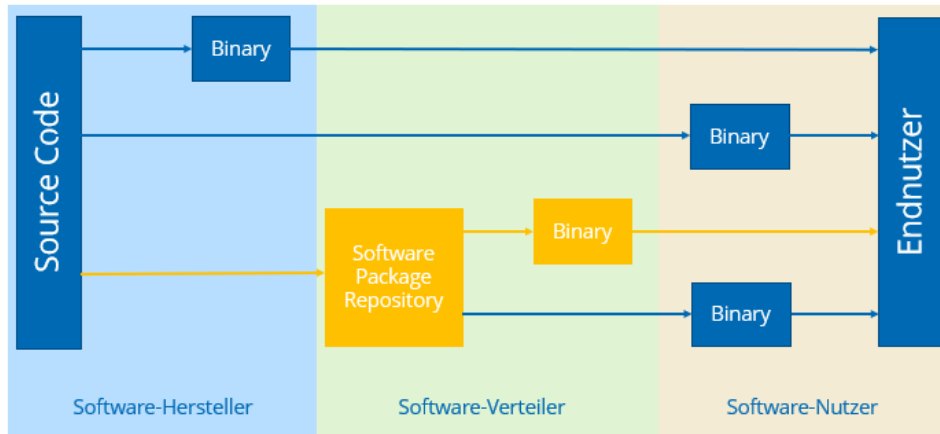 Source Code
Binary
Binary
Software
Package
Repository
Binary
Binary
Endnutzer
Software-Hersteller
Software-Verteiler
Software-Nutzer